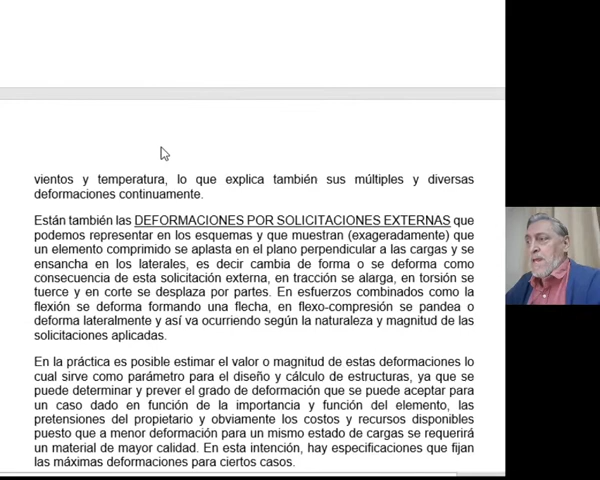 vientos y temperatura, lo que explica también sus múltiples y diversas
deformaciones continuamente.
Están también las DEFORMACIONES POR SOLICITACIONES EXTERNAS que
podemos representar en los esquemas y que muestran (exageradamente) que
un elemento comprimido se aplasta en el plano perpendicular a las cargas y se
ensancha en los laterales, es decir cambia de forma o se deforma como
consecuencia de esta solicitación externa, en tracción se alarga, en torsión se
tuerce y en corte se desplaza por partes. En esfuerzos combinados como la
flexión se deforma formando una flecha, en flexo-compresión se pandea o
deforma lateralmente y así va ocurriendo según la naturaleza y magnitud de las
solicitaciones aplicadas.
En la práctica es posible estimar el valor o magnitud de estas deformaciones lo
cual sirve como parámetro para el diseño y cálculo de estructuras, ya que se
puede determinar y prever el grado de deformación que se puede aceptar para
un caso dado en función de la importancia y función del elemento, las
pretensiones del propietario y obviamente los costos y recursos disponibles
puesto que a menor deformación para un mismo estado de cargas se requerirá
un material de mayor calidad. En esta intención, hay especificaciones que fijan
las máximas deformaciones para ciertos casos.